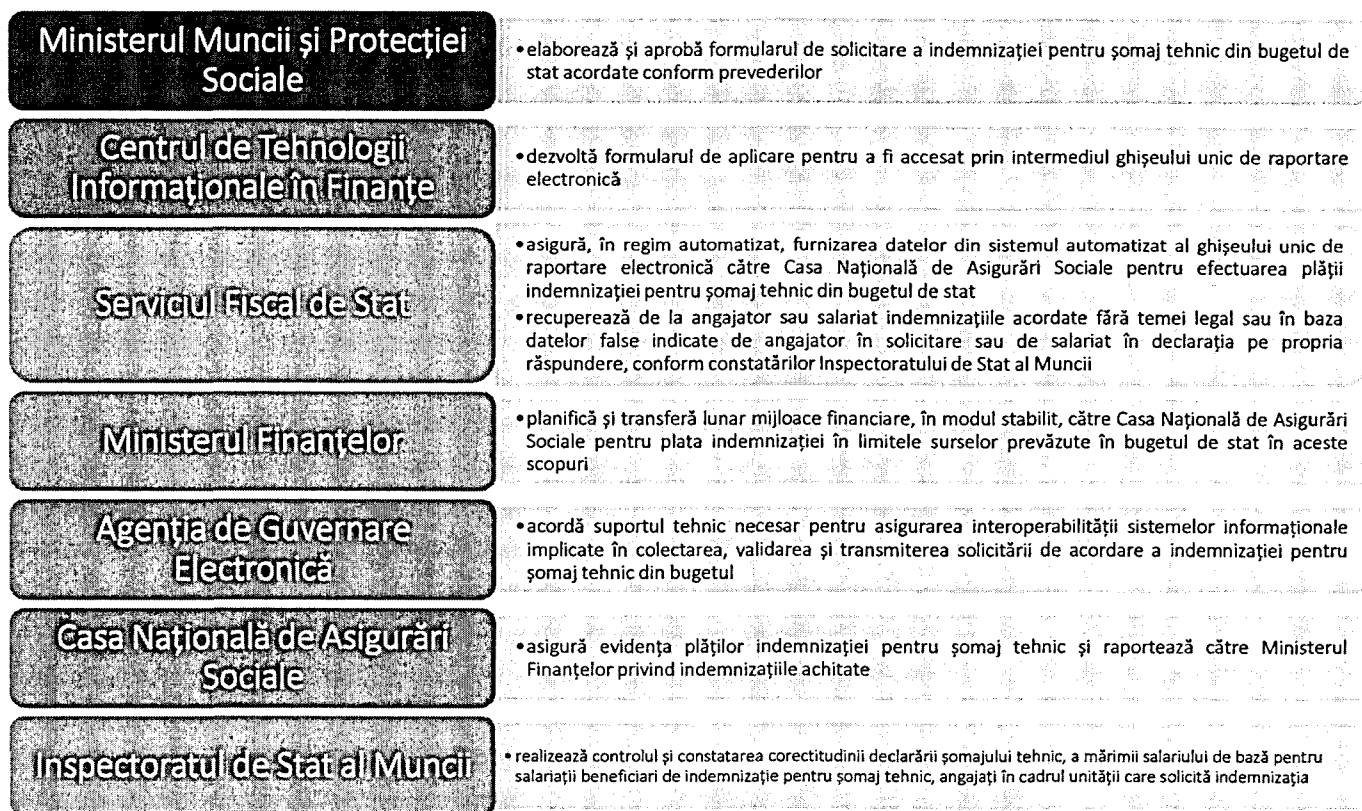 Ministerul Muncii și Protecției
Sociale
•elaborează și aprobă formularul de solicitare a indemnizației pentru șomaj tehnic din bugetul de
stat acordate conform prevederilor
Centrul de Tehnologii
Informaționale în Finanțe
•dezvoltă formularul de aplicare pentru a fi accesat prin intermediul ghișeului unic de raportare
electronică
Serviciul Fiscal de Stat
•asigură, în regim automatizat, furnizarea datelor din sistemul automatizat al ghișeului unic de
raportare electronică către Casa Națională de Asigurări Sociale pentru efectuarea plății
indemnizației pentru șomaj tehnic din bugetul de stat
•recuperează de la angajator sau salariat indemnizațiile acordate fără temei legal sau în baza
datelor false indicate de angajator în solicitare sau de salariat în declarația pe propria
răspundere, conform constatărilor Inspectoratului de Stat al Muncii
Ministerul Finanțelor
•planifică și transferă lunar mijloace financiare, în modul stabilit, către Casa Națională de Asigurări
Sociale pentru plata indemnizației în limitele surselor prevăzute în bugetul de stat în aceste
scopuri
Agenția de Guvernare
Electronică
•acordă suportul tehnic necesar pentru asigurarea interoperabilității sistemelor informaționale
implicate în colectarea, validarea și transmiterea solicitării de acordare a indemnizației pentru
șomaj tehnic din bugetul
Casa Națională de Asigurări
Sociale
•asigură evidența plăților indemnizației pentru șomaj tehnic și raportează către Ministerul
Finanțelor privind indemnizațiile achitate
Inspectoratul de Stat al Muncii
• realizează controlul și constatarea corectitudinii declarării șomajului tehnic, a mărimii salariului de bază pentru
salariații beneficiari de indemnizație pentru șomaj tehnic, angajați în cadrul unității care solicită indemnizația